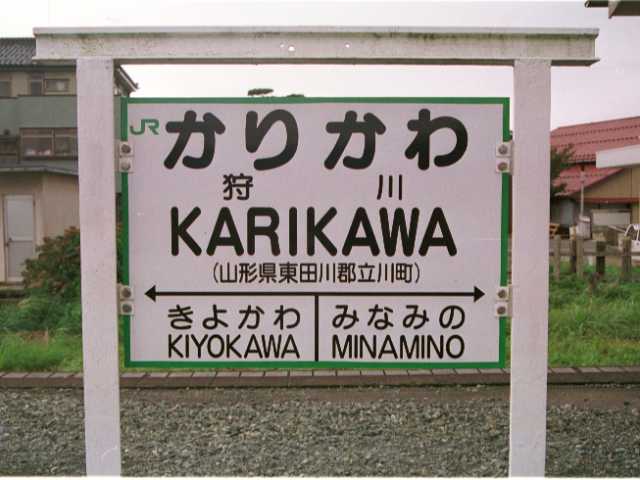 JR かりかわ
狩 川
KARIKAWA
(山形県東田川郡立川町)
きよかわ みなみの
KIYOKAWA MINAMINO